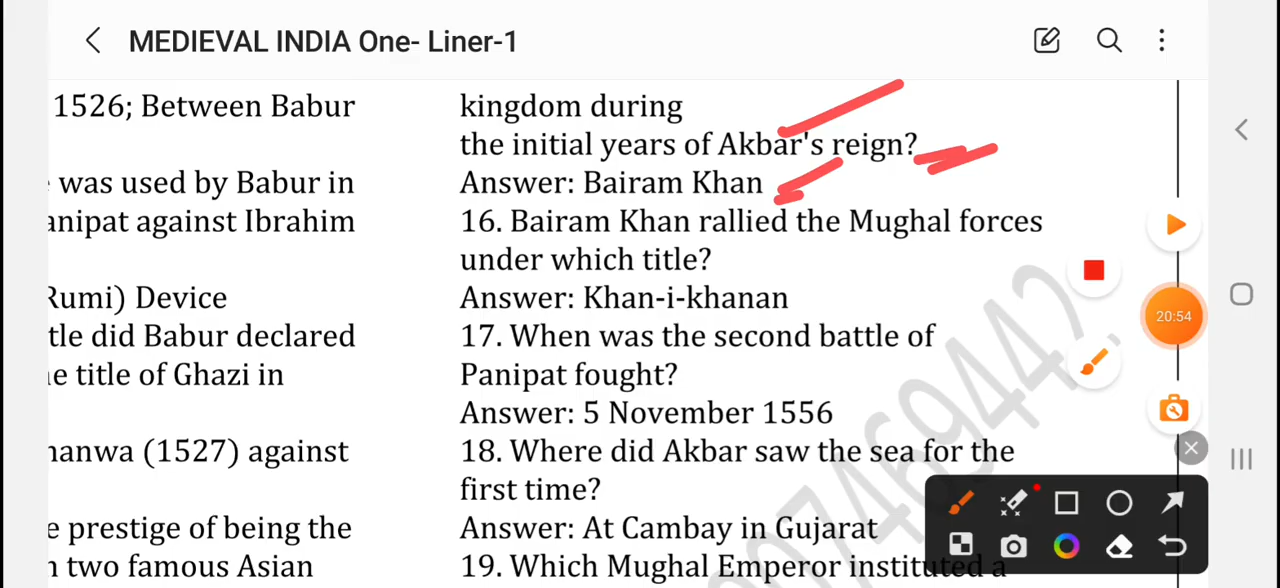 MEDIEVAL INDIA One- Liner-1
1526; Between Babur
was used by Babur in
against Ibrahim
Device
did Babur declared
title of Ghazi in
(1527) against
prestige of being the
two famous Asian
kingdom during
the initial years of Akbar's reign?
Answer: Bairam Khan
16. Bairam Khan rallied the Mughal forces
under which title?
Answer: Khan-i-khanan
17. When was the second battle of
Panipat fought?
Answer: 5 November 1556
18. Where did Akbar saw the sea for the
first time?
Answer: At Cambay in Gujarat
19. Which Mughal Emperor instituted a
20:54